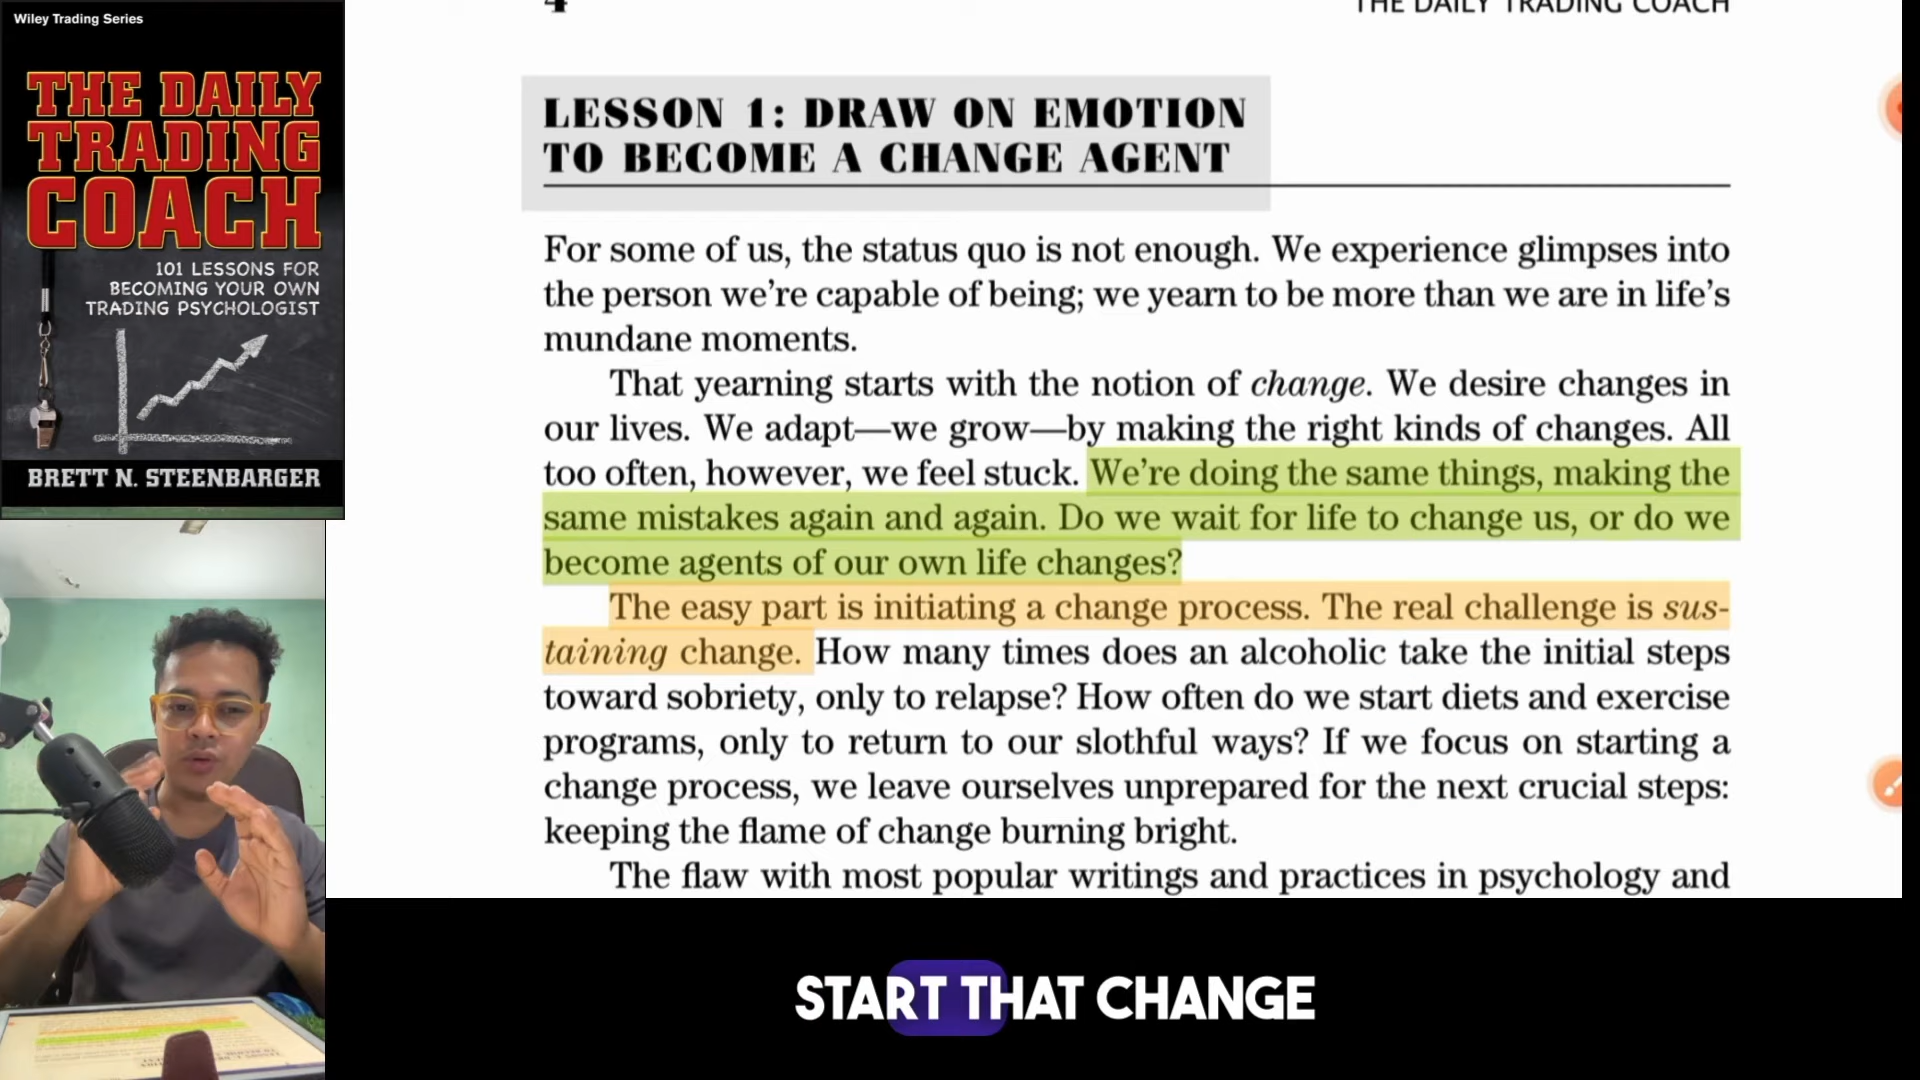 Wiley Trading Series
THE DAILY
TRADING
COACH
101 LESSONS FOR
BECOMING YOUR OWN
TRADING PSYCHOLOGIST
BRETT N. STEENBARGER
4
THE DAILY TRADING COACH
LESSON 1: DRAW ON EMOTION
TO BECOME A CHANGE AGENT
For some of us, the status quo is not enough. We experience glimpses into
the person we’re capable of being; we yearn to be more than we are in life’s
mundane moments.
That yearning starts with the notion of change. We desire changes in
our lives. We adapt—we grow—by making the right kinds of changes. All
too often, however, we feel stuck. We’re doing the same things, making the
same mistakes again and again. Do we wait for life to change us, or do we
become agents of our own life changes?
The easy part is initiating a change process. The real challenge is sus-
taining change. How many times does an alcoholic take the initial steps
toward sobriety, only to relapse? How often do we start diets and exercise
programs, only to return to our slothful ways? If we focus on starting a
change process, we leave ourselves unprepared for the next crucial steps:
keeping the flame of change burning bright.
The flaw with most popular writings and practices in psychology and
START THAT CHANGE